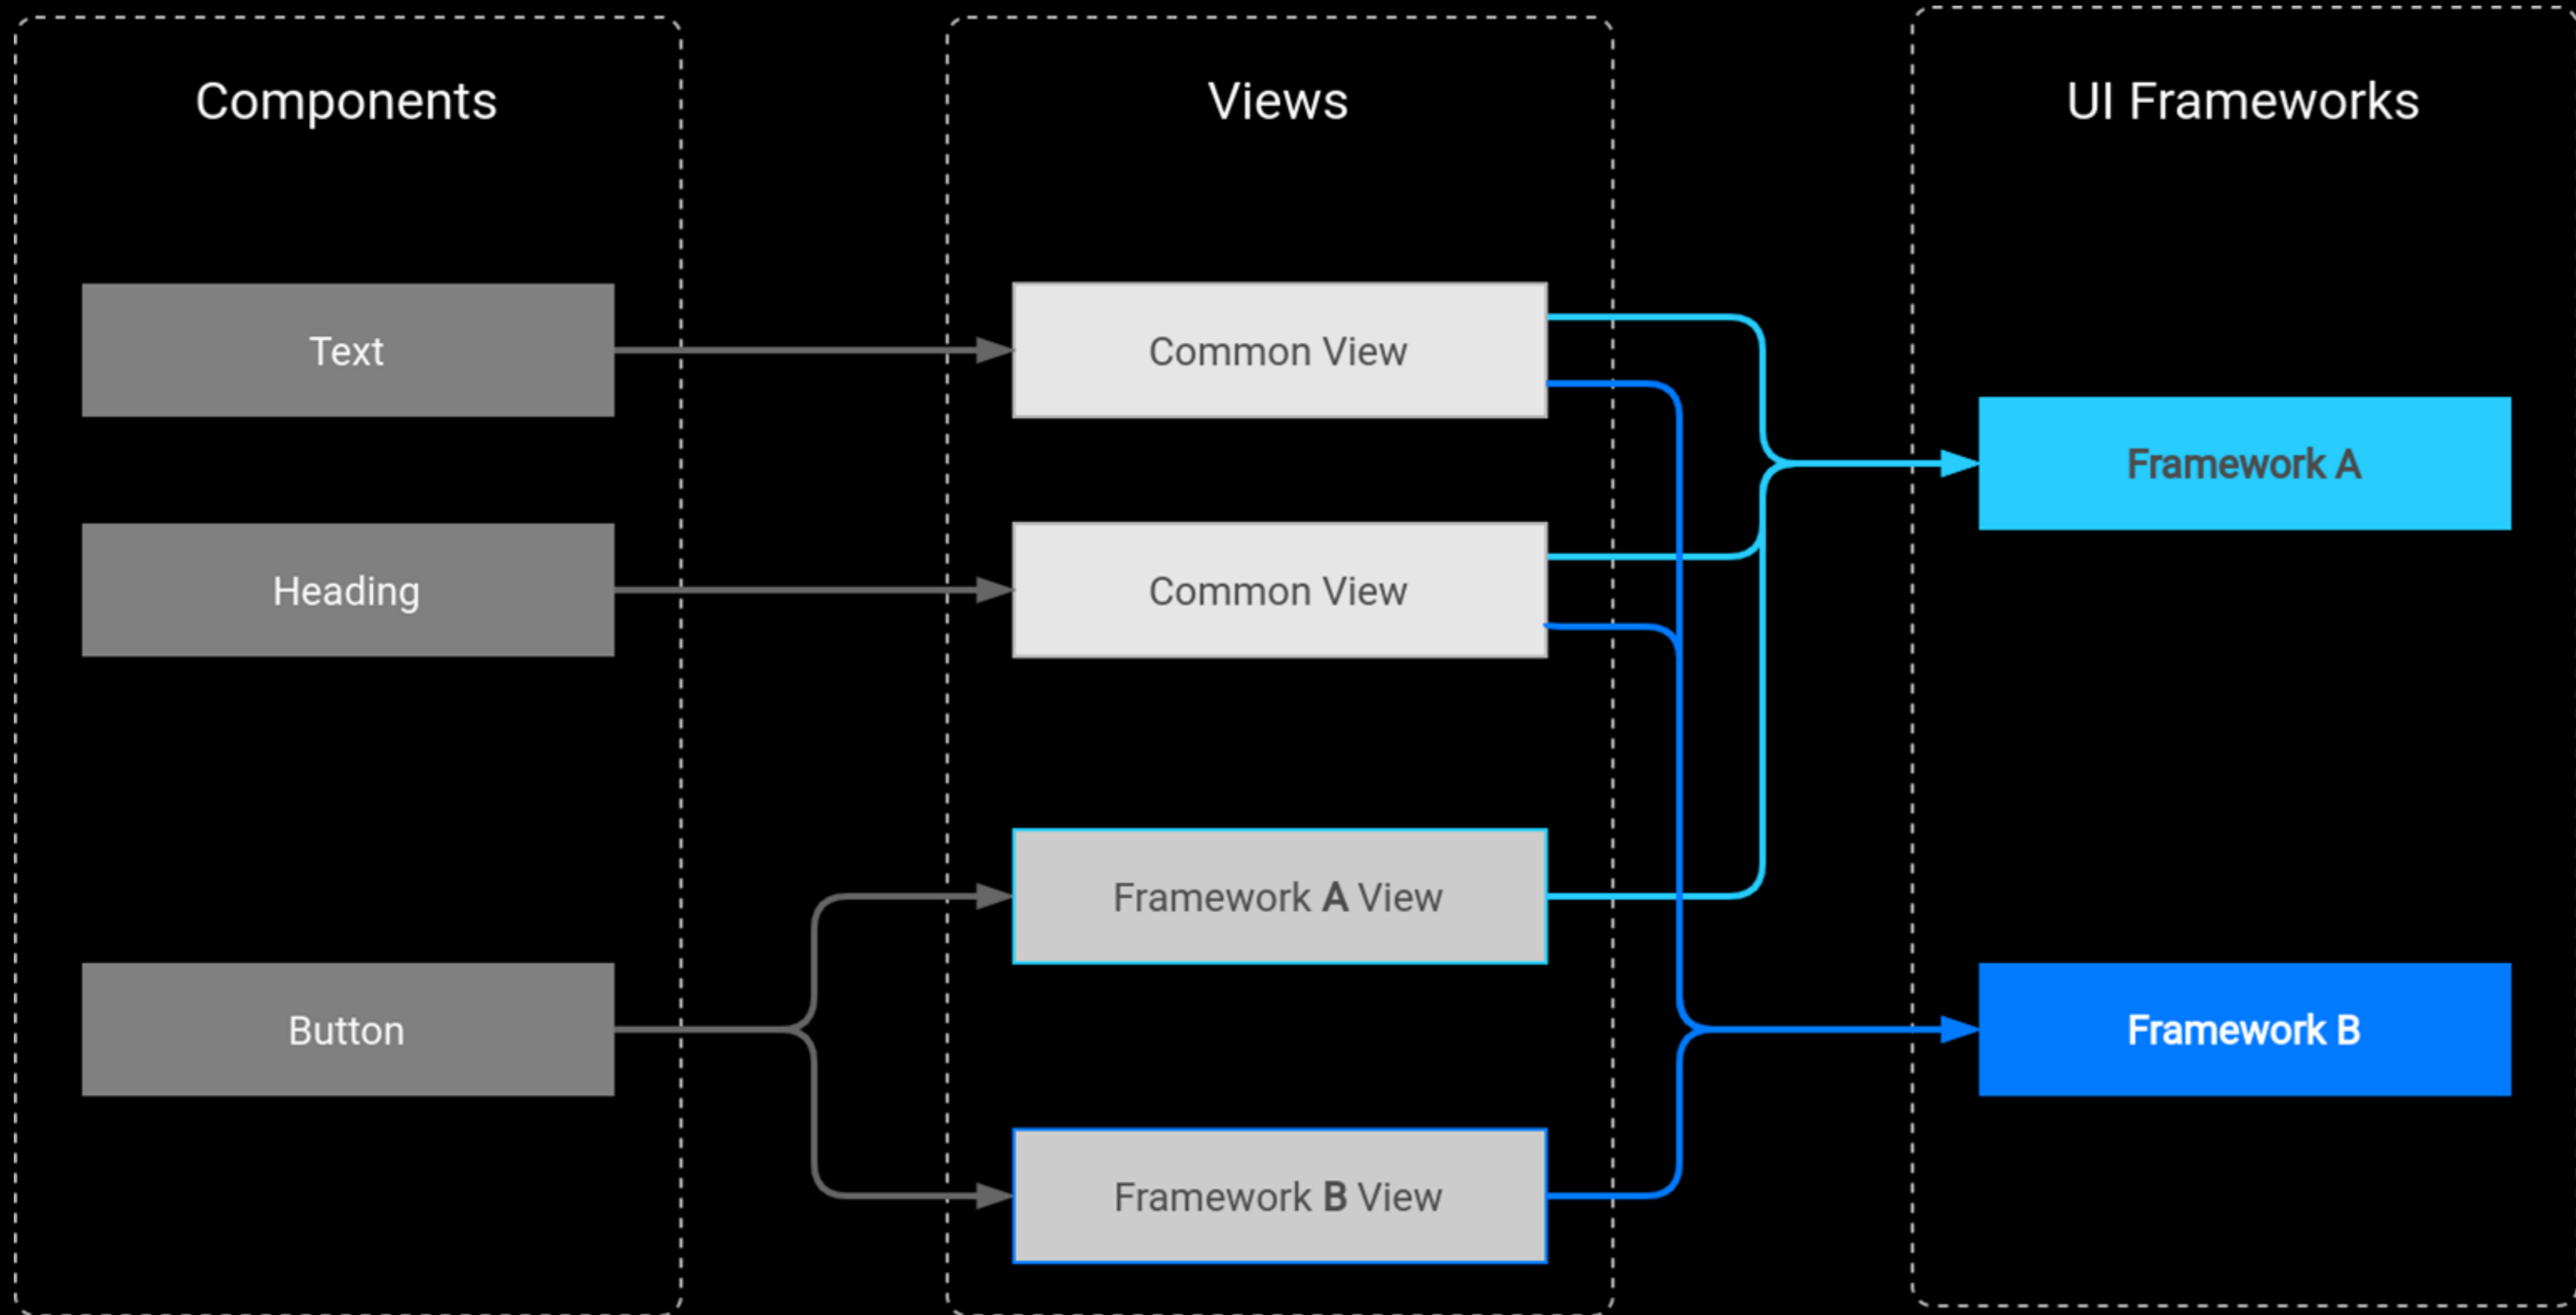 Components
Views
UI Frameworks
Text
Common View
Framework A
Heading
Common View
Framework A View
Button
Framework B
Framework B View